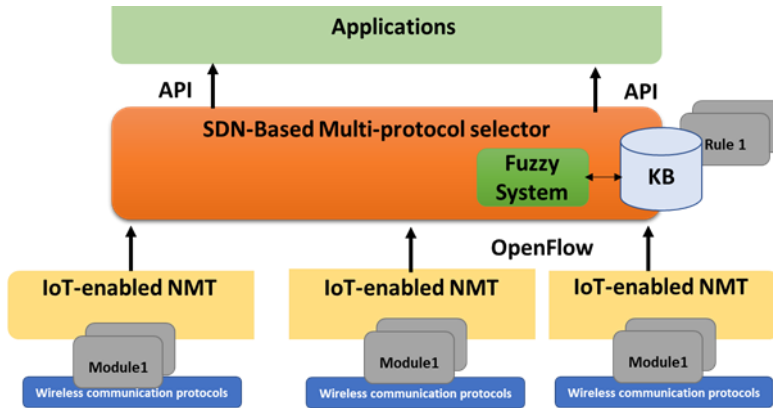 Applications
API
API
SDN-Based Multi-protocol selector
Rule 1
Fuzzy
System
KB
OpenFlow
IoT-enabled NMT
IoT-enabled NMT
IoT-enabled NMT
Module1
Module1
Module1
Wireless communication protocols
Wireless communication protocols
Wireless communication protocols